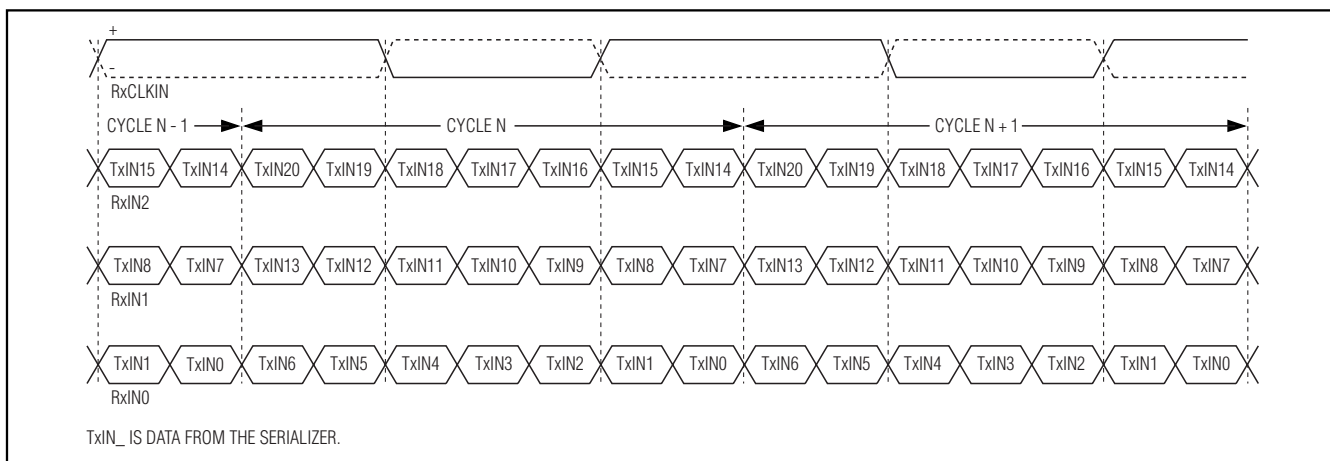 +
-
RxCLKIN
CYCLE N - 1 CYCLE N CYCLE N + 1
TxIN15 TxIN14 TxIN20 TxIN19 TxIN18 TxIN17 TxIN16 TxIN15 TxIN14 TxIN20 TxIN19 TxIN18 TxIN17 TxIN16 TxIN15 TxIN14
RxIN2
TxIN8 TxIN7 TxIN13 TxIN12 TxIN11 TxIN10 TxIN9 TxIN8 TxIN7 TxIN13 TxIN12 TxIN11 TxIN10 TxIN9 TxIN8 TxIN7
RxIN1
TxIN1 TxIN0 TxIN6 TxIN5 TxIN4 TxIN3 TxIN2 TxIN1 TxIN0 TxIN6 TxIN5 TxIN4 TxIN3 TxIN2 TxIN1 TxIN0
RxIN0
TxIN_ IS DATA FROM THE SERIALIZER.